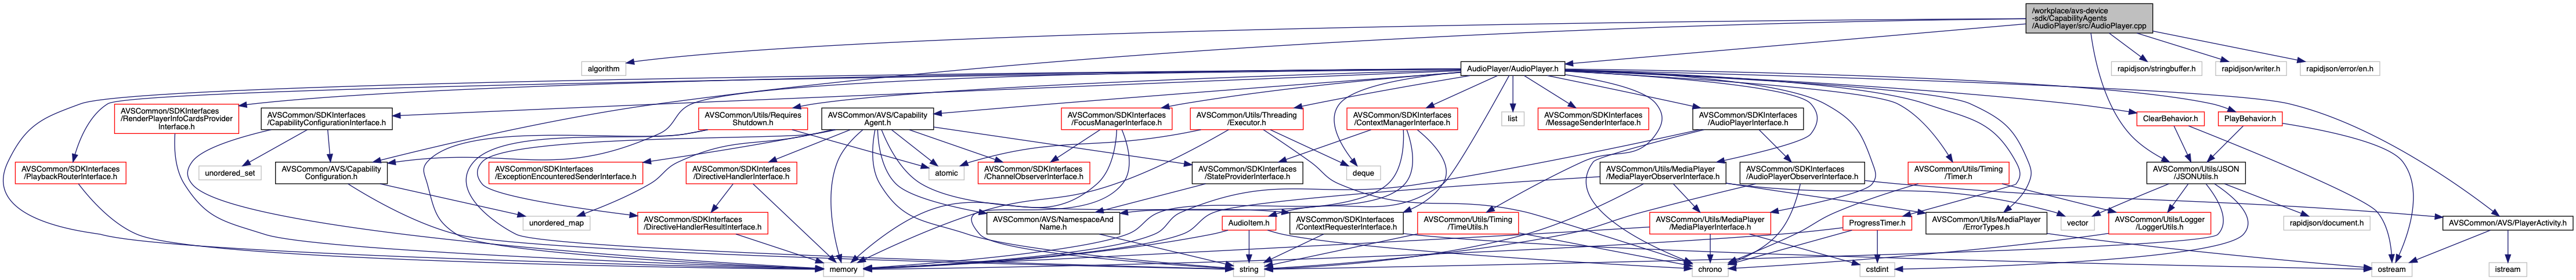 /workplace/avs-device
-sdk/CapabilityAgents
/AudioPlayer/src/AudioPlayer.cpp
algorithm
AudioPlayer/AudioPlayer.h
rapidjson/stringbuffer.h
rapidjson/writer.h
rapidjson/error/en.h
AVSCommon/SDKInterfaces
/RenderPlayerInfoCardsProvider
Interface.h
AVSCommon/SDKInterfaces
/CapabilityConfigurationInterface.h
AVSCommon/Utils/Requires
Shutdown.h
AVSCommon/AVS/Capability
Agent.h
AVSCommon/SDKInterfaces
/FocusManagerInterface.h
AVSCommon/Utils/Threading
/Executor.h
AVSCommon/SDKInterfaces
/ContextManagerInterface.h
list
AVSCommon/SDKInterfaces
/MessageSenderInterface.h
AVSCommon/SDKInterfaces
/AudioPlayerInterface.h
ClearBehavior.h
PlayBehavior.h
AVSCommon/SDKInterfaces
/PlaybackRouterInterface.h
unordered_set
AVSCommon/AVS/Capability
Configuration.h
AVSCommon/SDKInterfaces
/ExceptionEncounteredSenderInterface.h
AVSCommon/SDKInterfaces
/DirectiveHandlerInterface.h
atomic
AVSCommon/SDKInterfaces
/ChannelObserverInterface.h
AVSCommon/SDKInterfaces
/StateProviderInterface.h
deque
AVSCommon/Utils/MediaPlayer
/MediaPlayerObserverInterface.h
AVSCommon/SDKInterfaces
/AudioPlayerObserverInterface.h
AVSCommon/Utils/Timing
/Timer.h
AVSCommon/Utils/JSON
/JSONUtils.h
unordered_map
AVSCommon/SDKInterfaces
/DirectiveHandlerResultInterface.h
AVSCommon/AVS/NamespaceAnd
Name.h
AudioItem.h
AVSCommon/SDKInterfaces
/ContextRequesterInterface.h
AVSCommon/Utils/Timing
/TimeUtils.h
AVSCommon/Utils/MediaPlayer
/MediaPlayerInterface.h
ProgressTimer.h
AVSCommon/Utils/MediaPlayer
/ErrorTypes.h
vector
AVSCommon/Utils/Logger
/LoggerUtils.h
rapidjson/document.h
AVSCommon/AVS/PlayerActivity.h
memory
string
chrono
cstdint
ostream
istream